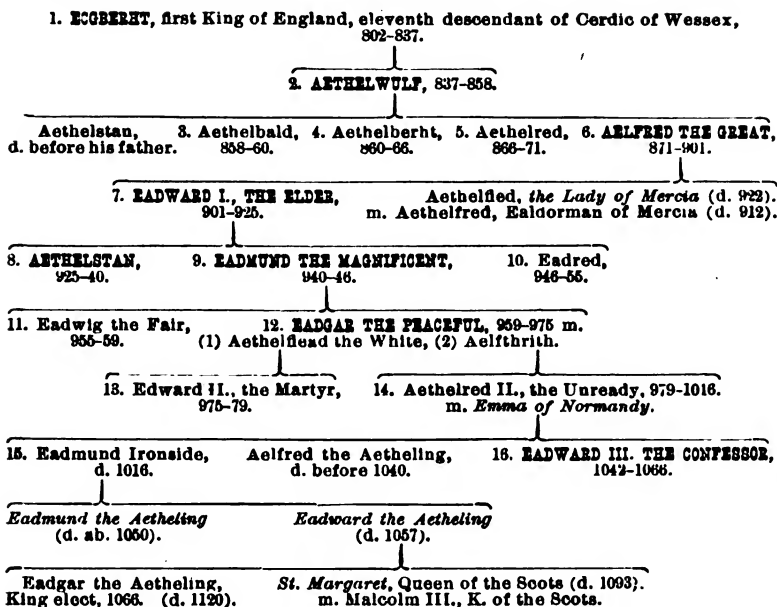 1. ECGBERHT, first King of England, eleventh descendant of Cerdic of Wessex,
802-837.
2. AETHELWULF, 837-858.
Aethelstan, 3. Aethelbald, 4. Aethelberht, 5. Aethelred, 6. AELFRED THE GREAT,
d. before his father. 858-60. 860-66. 866-71. 871-901.
7. EADWARD I., THE ELDER, Aethelfled, the Lady of Mercia (d. 922).
901-925. m. Aethelfred, Ealdorman of Mercia (d. 912).
8. AETHELSTAN, 9. EADMUND THE MAGNIFICENT, 10. Eadred,
925-40. 940-46. 946-55.
11. Eadwig the Fair, 12. EADGAR THE PEACEFUL, 959-975 m.
955-59. (1) Aethelflead the White, (2) Aelfthrith.
13. Edward II., the Martyr, 14. Aethelred II., the Unready, 979-1016.
975-79. m. Emma of Normandy.
15. Eadmund Ironside, Aelfred the Aetheling, 16. EADWARD III. THE CONFESSOR,
d. 1016. d. before 1040. 1042-1066.
Eadmund the Aetheling Eadward the Aetheling
(d. ab. 1050). (d. 1057).
Eadgar the Aetheling, St. Margaret, Queen of the Scots (d. 1093).
King elect, 1066. (d. 1120). m. Malcolm III., K. of the Scots.